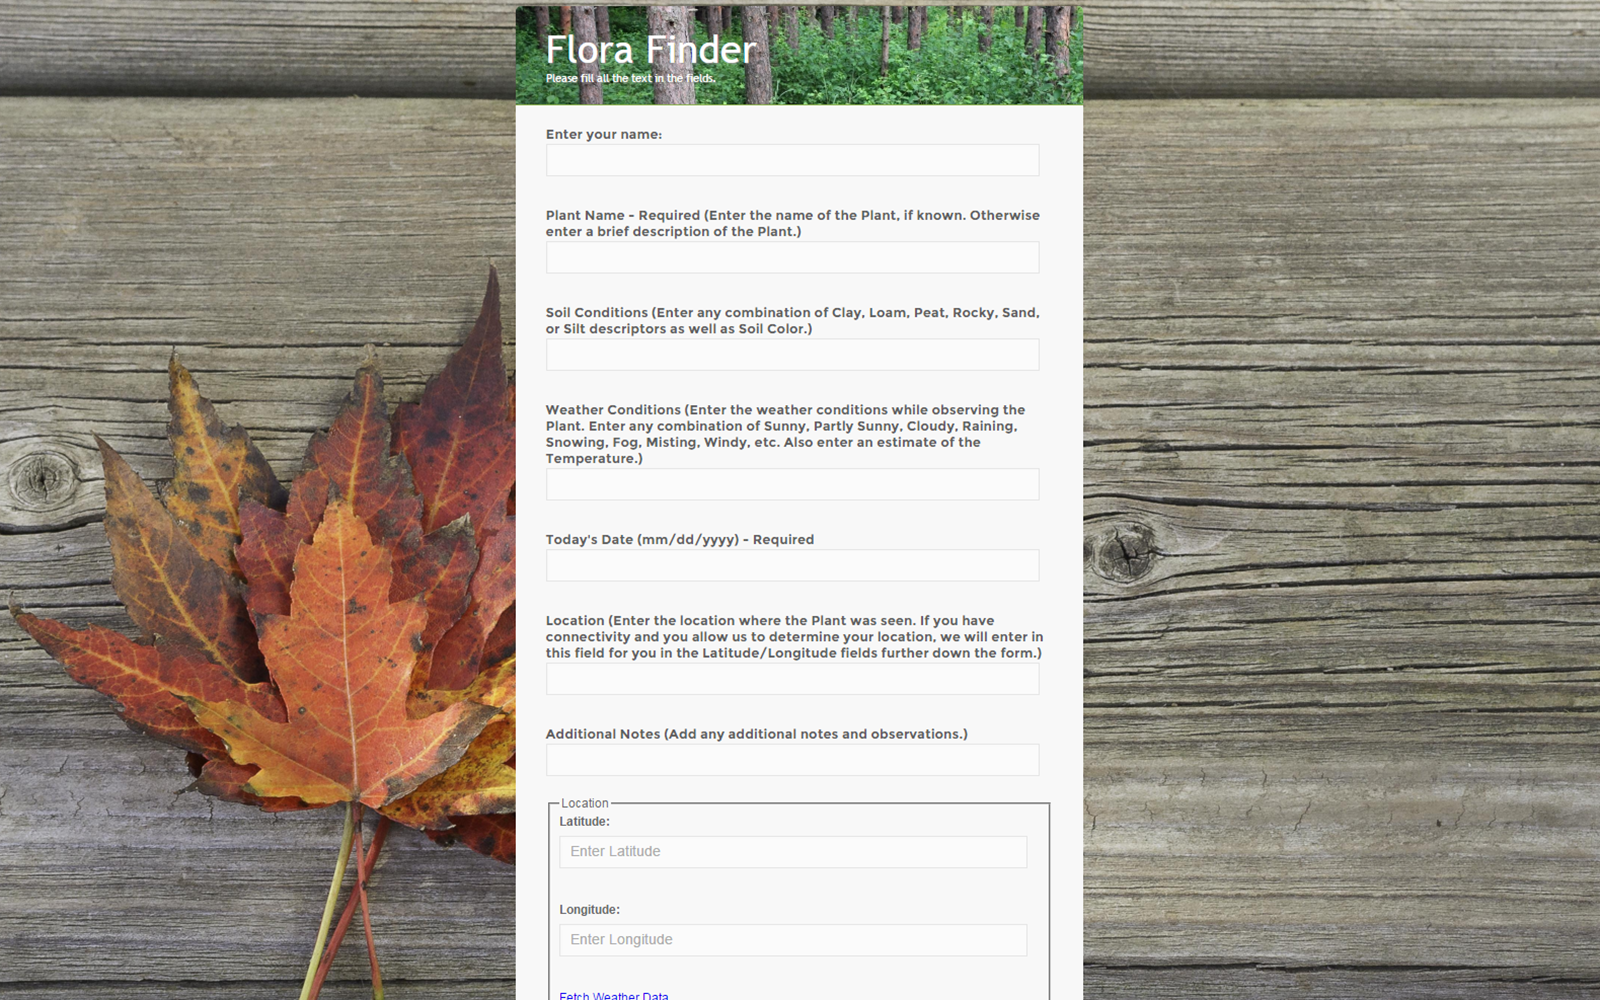 Flora Finder
Please fill all the text in the fields.
Enter your name:
Plant Name - Required (Enter the name of the Plant, if known. Otherwise
enter a brief description of the Plant.)
Soil Conditions (Enter any combination of Clay, Loam, Peat, Rocky, Sand,
or Silt descriptors as well as Soil Color.)
Weather Conditions (Enter the weather conditions while observing the
Plant. Enter any combination of Sunny, Partly Sunny, Cloudy, Raining,
Snowing, Fog, Misting, Windy, etc. Also enter an estimate of the
Temperature.)
Today's Date (mm/dd/yyyy) - Required
Location (Enter the location where the Plant was seen. If you have
connectivity and you allow us to determine your location, we will enter in
this field for you in the Latitude/Longitude fields further down the form.)
Additional Notes (Add any additional notes and observations.)
Location
Latitude:
Enter Latitude
Longitude:
Enter Longitude
Fetch Weather Data